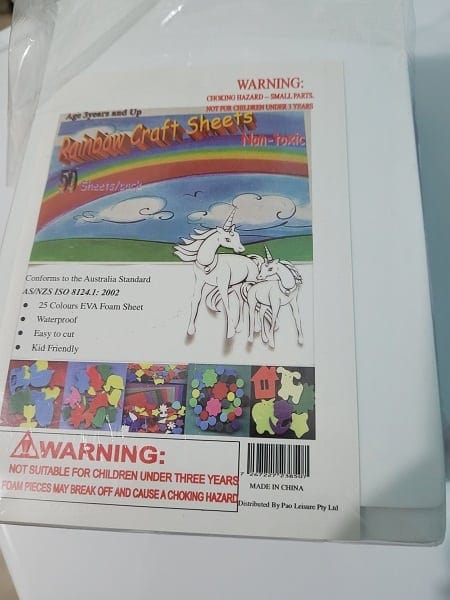 WARNING:
CHOKING HAZARD – SMALL PARTS.
NOT FOR CHILDREN UNDER 3 YEARS
Age 3years and Up
Rainbow Craft Sheets
Non-toxic
50 Sheets/pack
Conforms to the Australia Standard
AS/NZS ISO 8124.1: 2002
• 25 Colours EVA Foam Sheet
• Waterproof
• Easy to cut
• Kid Friendly
WARNING:
NOT SUITABLE FOR CHILDREN UNDER THREE YEARS
FOAM PIECES MAY BREAK OFF AND CAUSE A CHOKING HAZARD
MADE IN CHINA
Distributed By Pao Leisure Pty Ltd